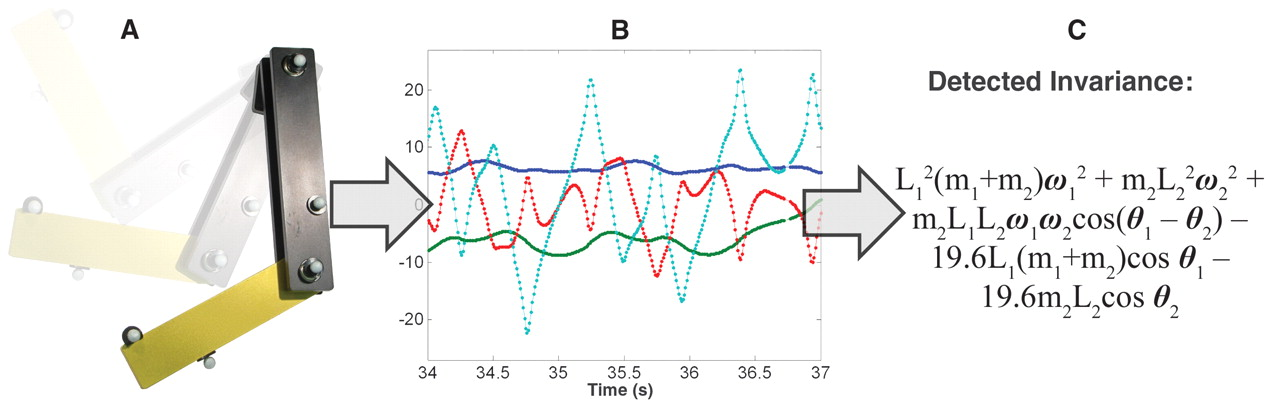 A
B
C
Detected Invariance:
20
10
0
-10
-20
34
34.5
35
35.5
36
36.5
37
Time (s)
L₁²(m₁+m₂)ω₁² + m₂L₂²ω₂² +
m₂L₁L₂ω₁ω₂cos(θ₁ – θ₂) –
19.6L₁(m₁+m₂)cos θ₁ –
19.6m₂L₂cos θ₂